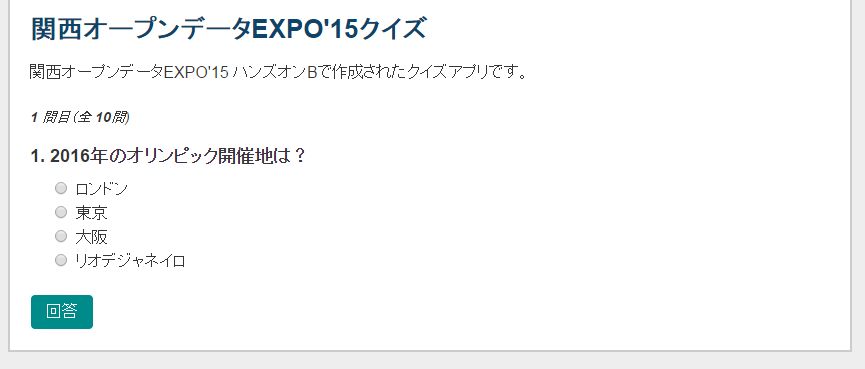 関西オープンデータEXPO'15クイズ
関西オープンデータEXPO'15 ハンズオンBで作成されたクイズアプリです。
1 問目（全 10問)
1. 2016年のオリンピック開催地は？
ロンドン
東京
大阪
リオデジャネイロ
回答